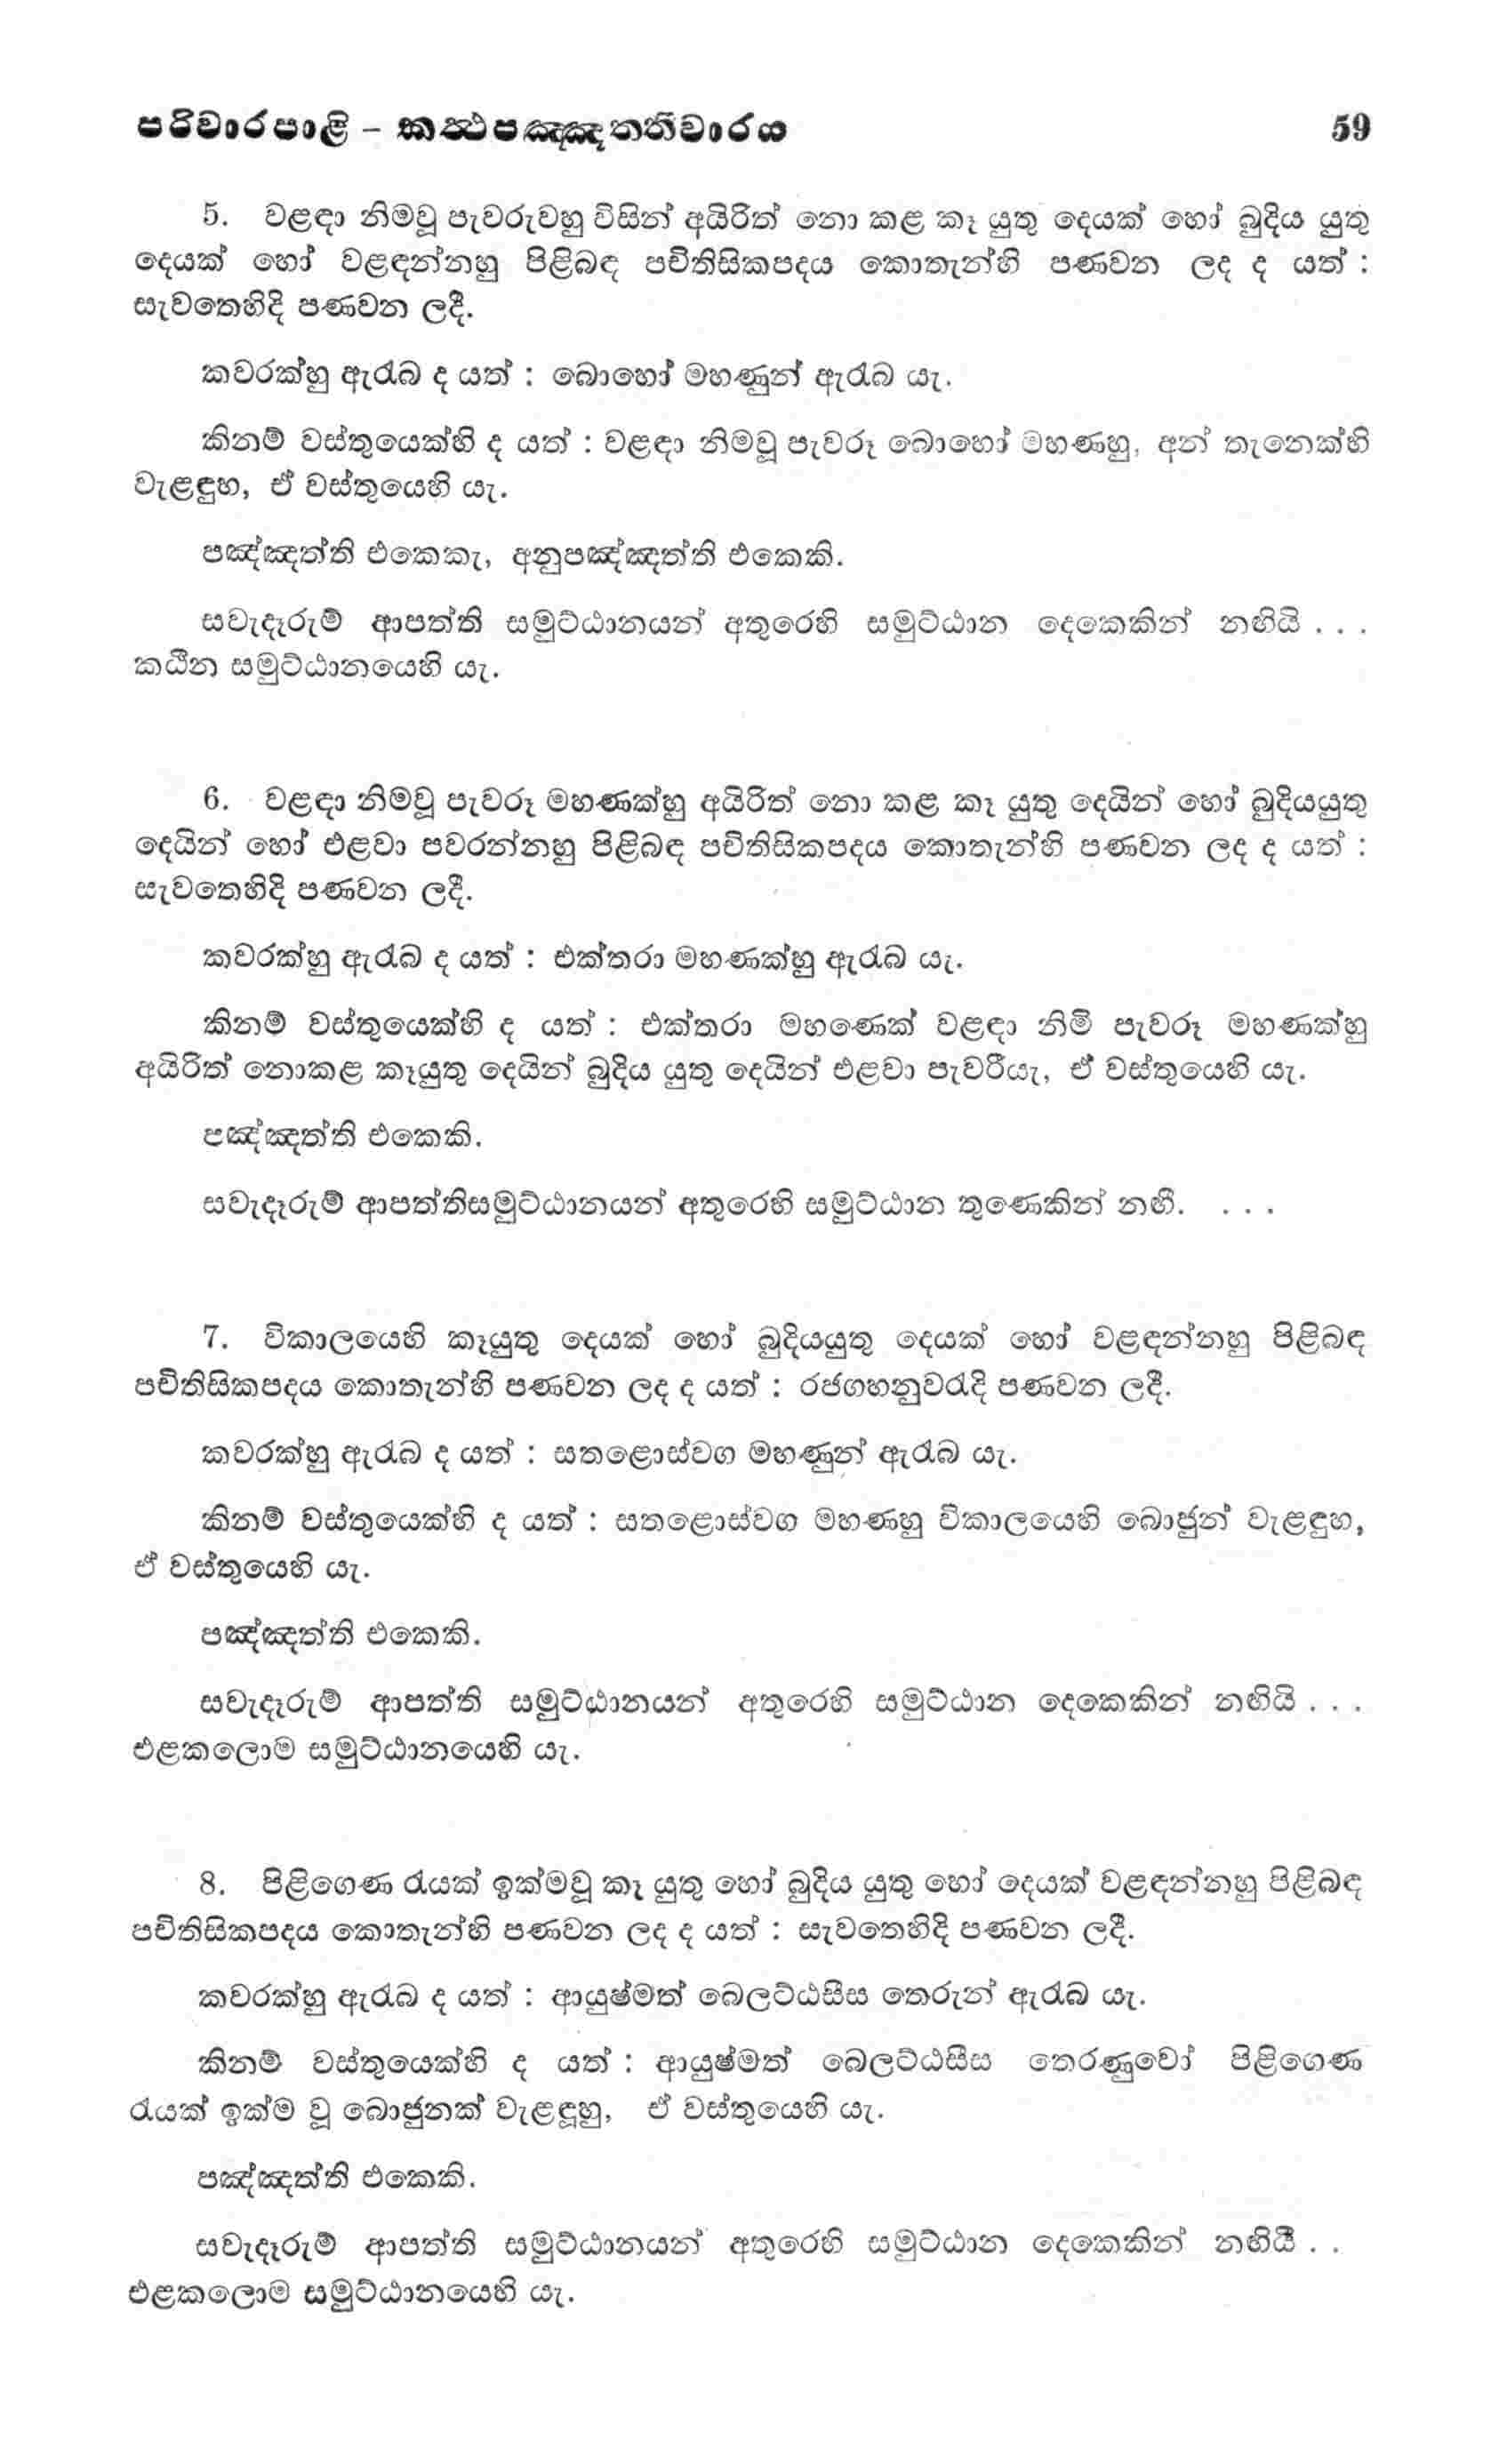 පරිවාරපාළි – කත්‍ථපඤ්ඤත්තිවාරය 59
5. වළඳා නිමවූ පැවරුවහු විසින් අයිරිත් නො කළ කෑ යුතු දෙයක් හෝ බුදිය යුතු
දෙයක් හෝ වළඳන්නහු පිළිබඳ පචිතිසිකපදය කොතැන්හි පණවන ලද ද යත් :
සැවතෙහිදි පණවන ලදී.
කවරක්හු ඇරැබ ද යත් : බොහෝ මහණුන් ඇරැබ යැ.
කිනම් වස්තුයෙක්හි ද යත් : වළඳා නිමවූ පැවරූ බොහෝ මහණහු, අන් තැනෙක්හි
වැළඳුහ, ඒ වස්තුයෙහි යැ.
පඤ්ඤත්ති එකෙකැ, අනුපඤ්ඤත්ති එකෙකි.
සවැදෑරුම් ආපත්ති සමුට්ඨානයන් අතුරෙහි සමුට්ඨාන දෙකෙකින් නඟියි . . .
කඨින සමුට්ඨානයෙහි යැ.
6. වළඳා නිමවූ පැවරූ මහණක්හු අයිරිත් නො කළ කෑ යුතු දෙයින් හෝ බුදියයුතු
දෙයින් හෝ එළවා පවරන්නහු පිළිබඳ පචිතිසිකපදය කොතැන්හි පණවන ලද ද යත් :
සැවතෙහිදි පණවන ලදී.
කවරක්හු ඇරැබ ද යත් : එක්තරා මහණක්හු ඇරැබ යැ.
කිනම් වස්තුයෙක්හි ද යත් : එක්තරා මහණෙක් වළඳා නිමි පැවරූ මහණක්හු
අයිරිත් නොකළ කෑයුතු දෙයින් බුදිය යුතු දෙයින් එළවා පැවරීයැ, ඒ වස්තුයෙහි යැ.
පඤ්ඤත්ති එකෙකි.
සවැදෑරුම් ආපත්තිසමුට්ඨානයන් අතුරෙහි සමුට්ඨාන තුණෙකින් නඟී. . . .
7. විකාලයෙහි කෑයුතු දෙයක් හෝ බුදියයුතු දෙයක් හෝ වළඳන්නහු පිළිබඳ
පචිතිසිකපදය කොතැන්හි පණවන ලද ද යත් : රජගහනුවරැදි පණවන ලදී.
කවරක්හු ඇරැබ ද යත් : සතළොස්වග මහණුන් ඇරැබ යැ.
කිනම් වස්තුයෙක්හි ද යත් : සතළොස්වග මහණහු විකාලයෙහි බොජුන් වැළඳුහ,
ඒ වස්තුයෙහි යැ.
පඤ්ඤත්ති එකෙකි.
සවැදෑරුම් ආපත්ති සමුට්ඨානයන් අතුරෙහි සමුට්ඨාන දෙකෙකින් නඟියි . . .
එළකලොම සමුට්ඨානයෙහි යැ.
8. පිළිගෙණ රැයක් ඉක්මවූ කෑ යුතු හෝ බුදිය යුතු හෝ දෙයක් වළඳන්නහු පිළිබඳ
පචිතිසිකපදය කොතැන්හි පණවන ලද ද යත් : සැවතෙහිදි පණවන ලදී.
කවරක්හු ඇරැබ ද යත් : ආයුෂ්මත් බෙලට්ඨසීස තෙරුන් ඇරැබ යැ.
කිනම් වස්තුයෙක්හි ද යත් : ආයුෂ්මත් බෙලට්ඨසීස තෙරණුවෝ පිළිගෙණ
රැයක් ඉක්ම වූ බොජුනක් වැළඳූහු, ඒ වස්තුයෙහි යැ.
පඤ්ඤත්ති එකෙකි.
සවැදෑරුම් ආපත්ති සමුට්ඨානයන් අතුරෙහි සමුට්ඨාන දෙකෙකින් නඟියී . .
එළකලොම සමුට්ඨානයෙහි යැ.